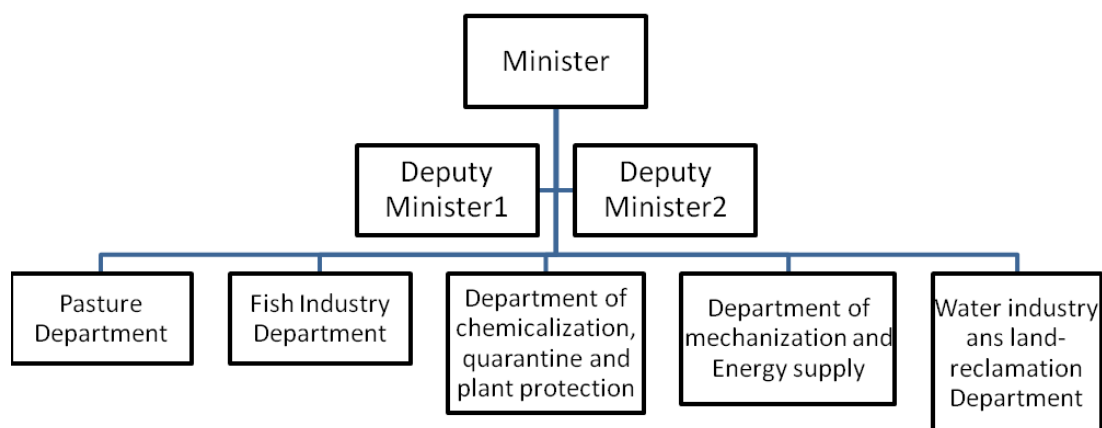 Minister
Deputy
Minister1
Deputy
Minister2
Pasture
Department
Fish Industry
Department
Department of
chemicalization,
quarantine and
plant protection
Department of
mechanization and
Energy supply
Water industry
ans land-
reclamation
Department